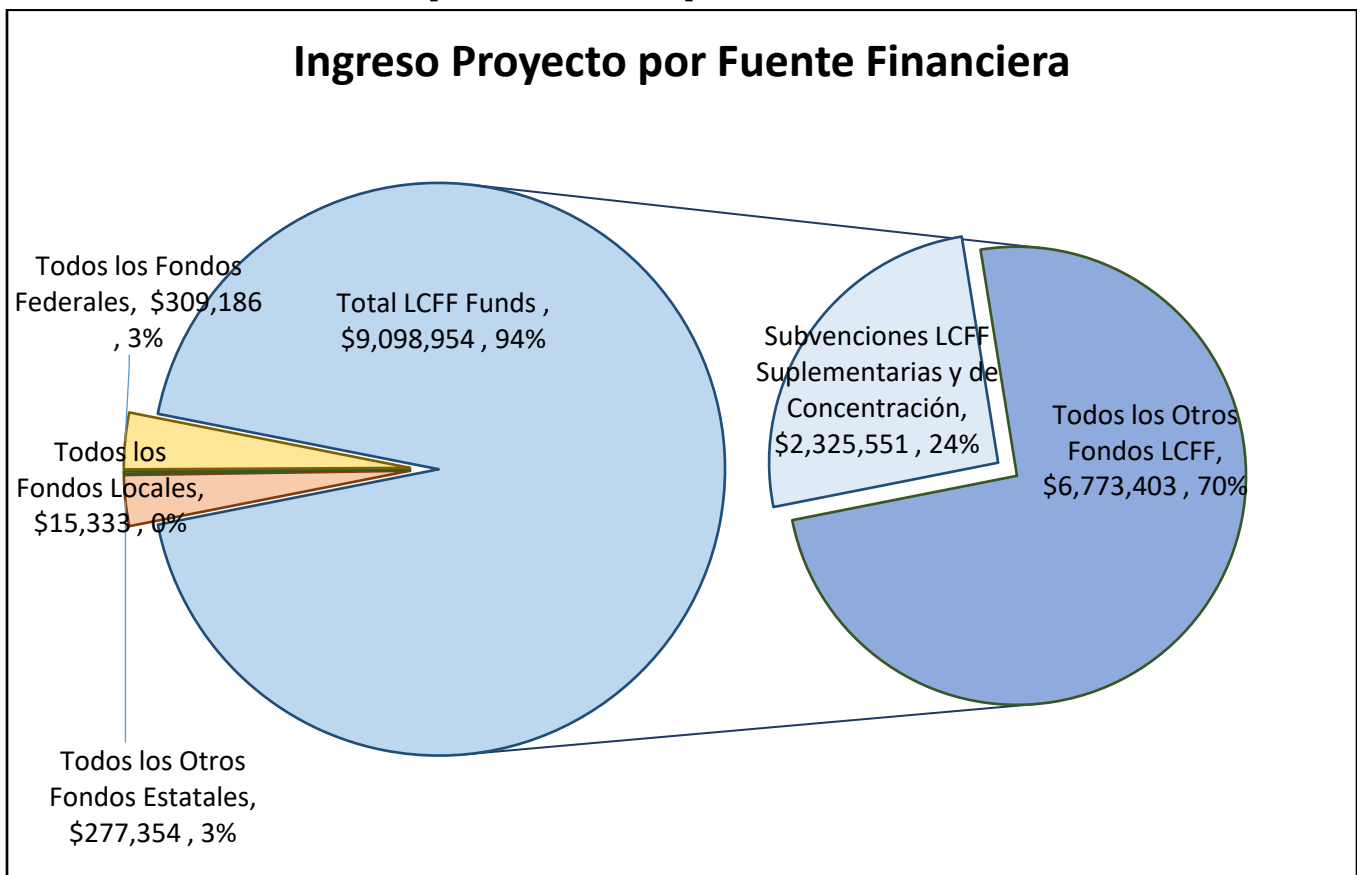 Ingreso Proyecto por Fuente Financiera
Todos los Fondos
Federales, $309,186
, 3%
Total LCFF Funds ,
$9,098,954 , 94%
Todos los
Fondos Locales,
$15,333 , 0%
Todos los Otros
Fondos Estatales,
$277,354 , 3%
Subvenciones LCFF
Suplementarias y de
Concentración,
$2,325,551 , 24%
Todos los Otros
Fondos LCFF,
$6,773,403 , 70%